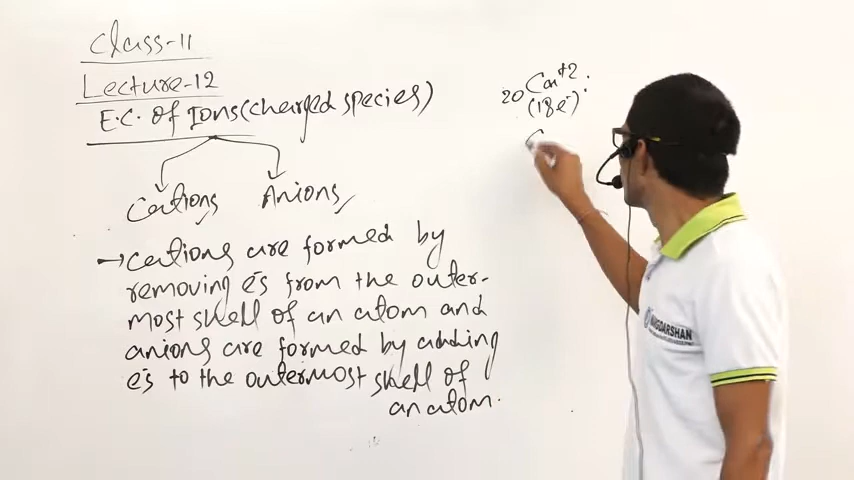 Class-11
Lecture-12
E.C. of Ions (charged species)
Cations Anions
→ cations are formed by
removing e⁻s from the outer-
most shell of an atom and
anions are formed by adding
e⁻s to the outermost shell of
an atom.
20Ca+2:
(18e⁻)